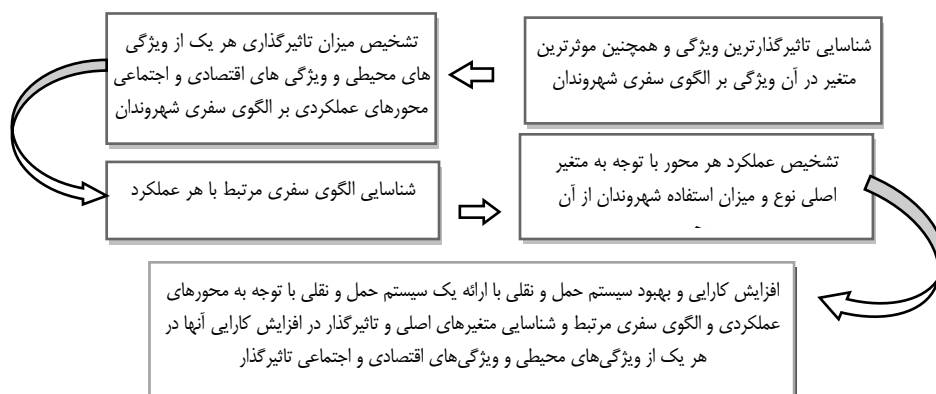 شناسایی تاثیرگذارترین ویژگی و همچنین موثرترین
متغیر در آن ویژگی بر الگوی سفری شهروندان
تشخیص میزان تاثیرگذاری هر یک از ویژگی
های محیطی و ویژگی های اقتصادی و اجتماعی
محورهای عملکردی بر الگوی سفری شهروندان
شناسایی الگوی سفری مرتبط با هر عملکرد
تشخیص عملکرد هر محور با توجه به متغیر
اصلی نوع و میزان استفاده شهروندان از آن
افزایش کارایی و بهبود سیستم حمل و نقلی با ارائه یک سیستم حمل و نقلی با توجه به محورهای
عملکردی و الگوی سفری مرتبط و شناسایی متغیرهای اصلی و تاثیرگذار در افزایش کارایی آنها در
هر یک از ویژگی‌های محیطی و ویژگی‌های اقتصادی و اجتماعی تاثیرگذار